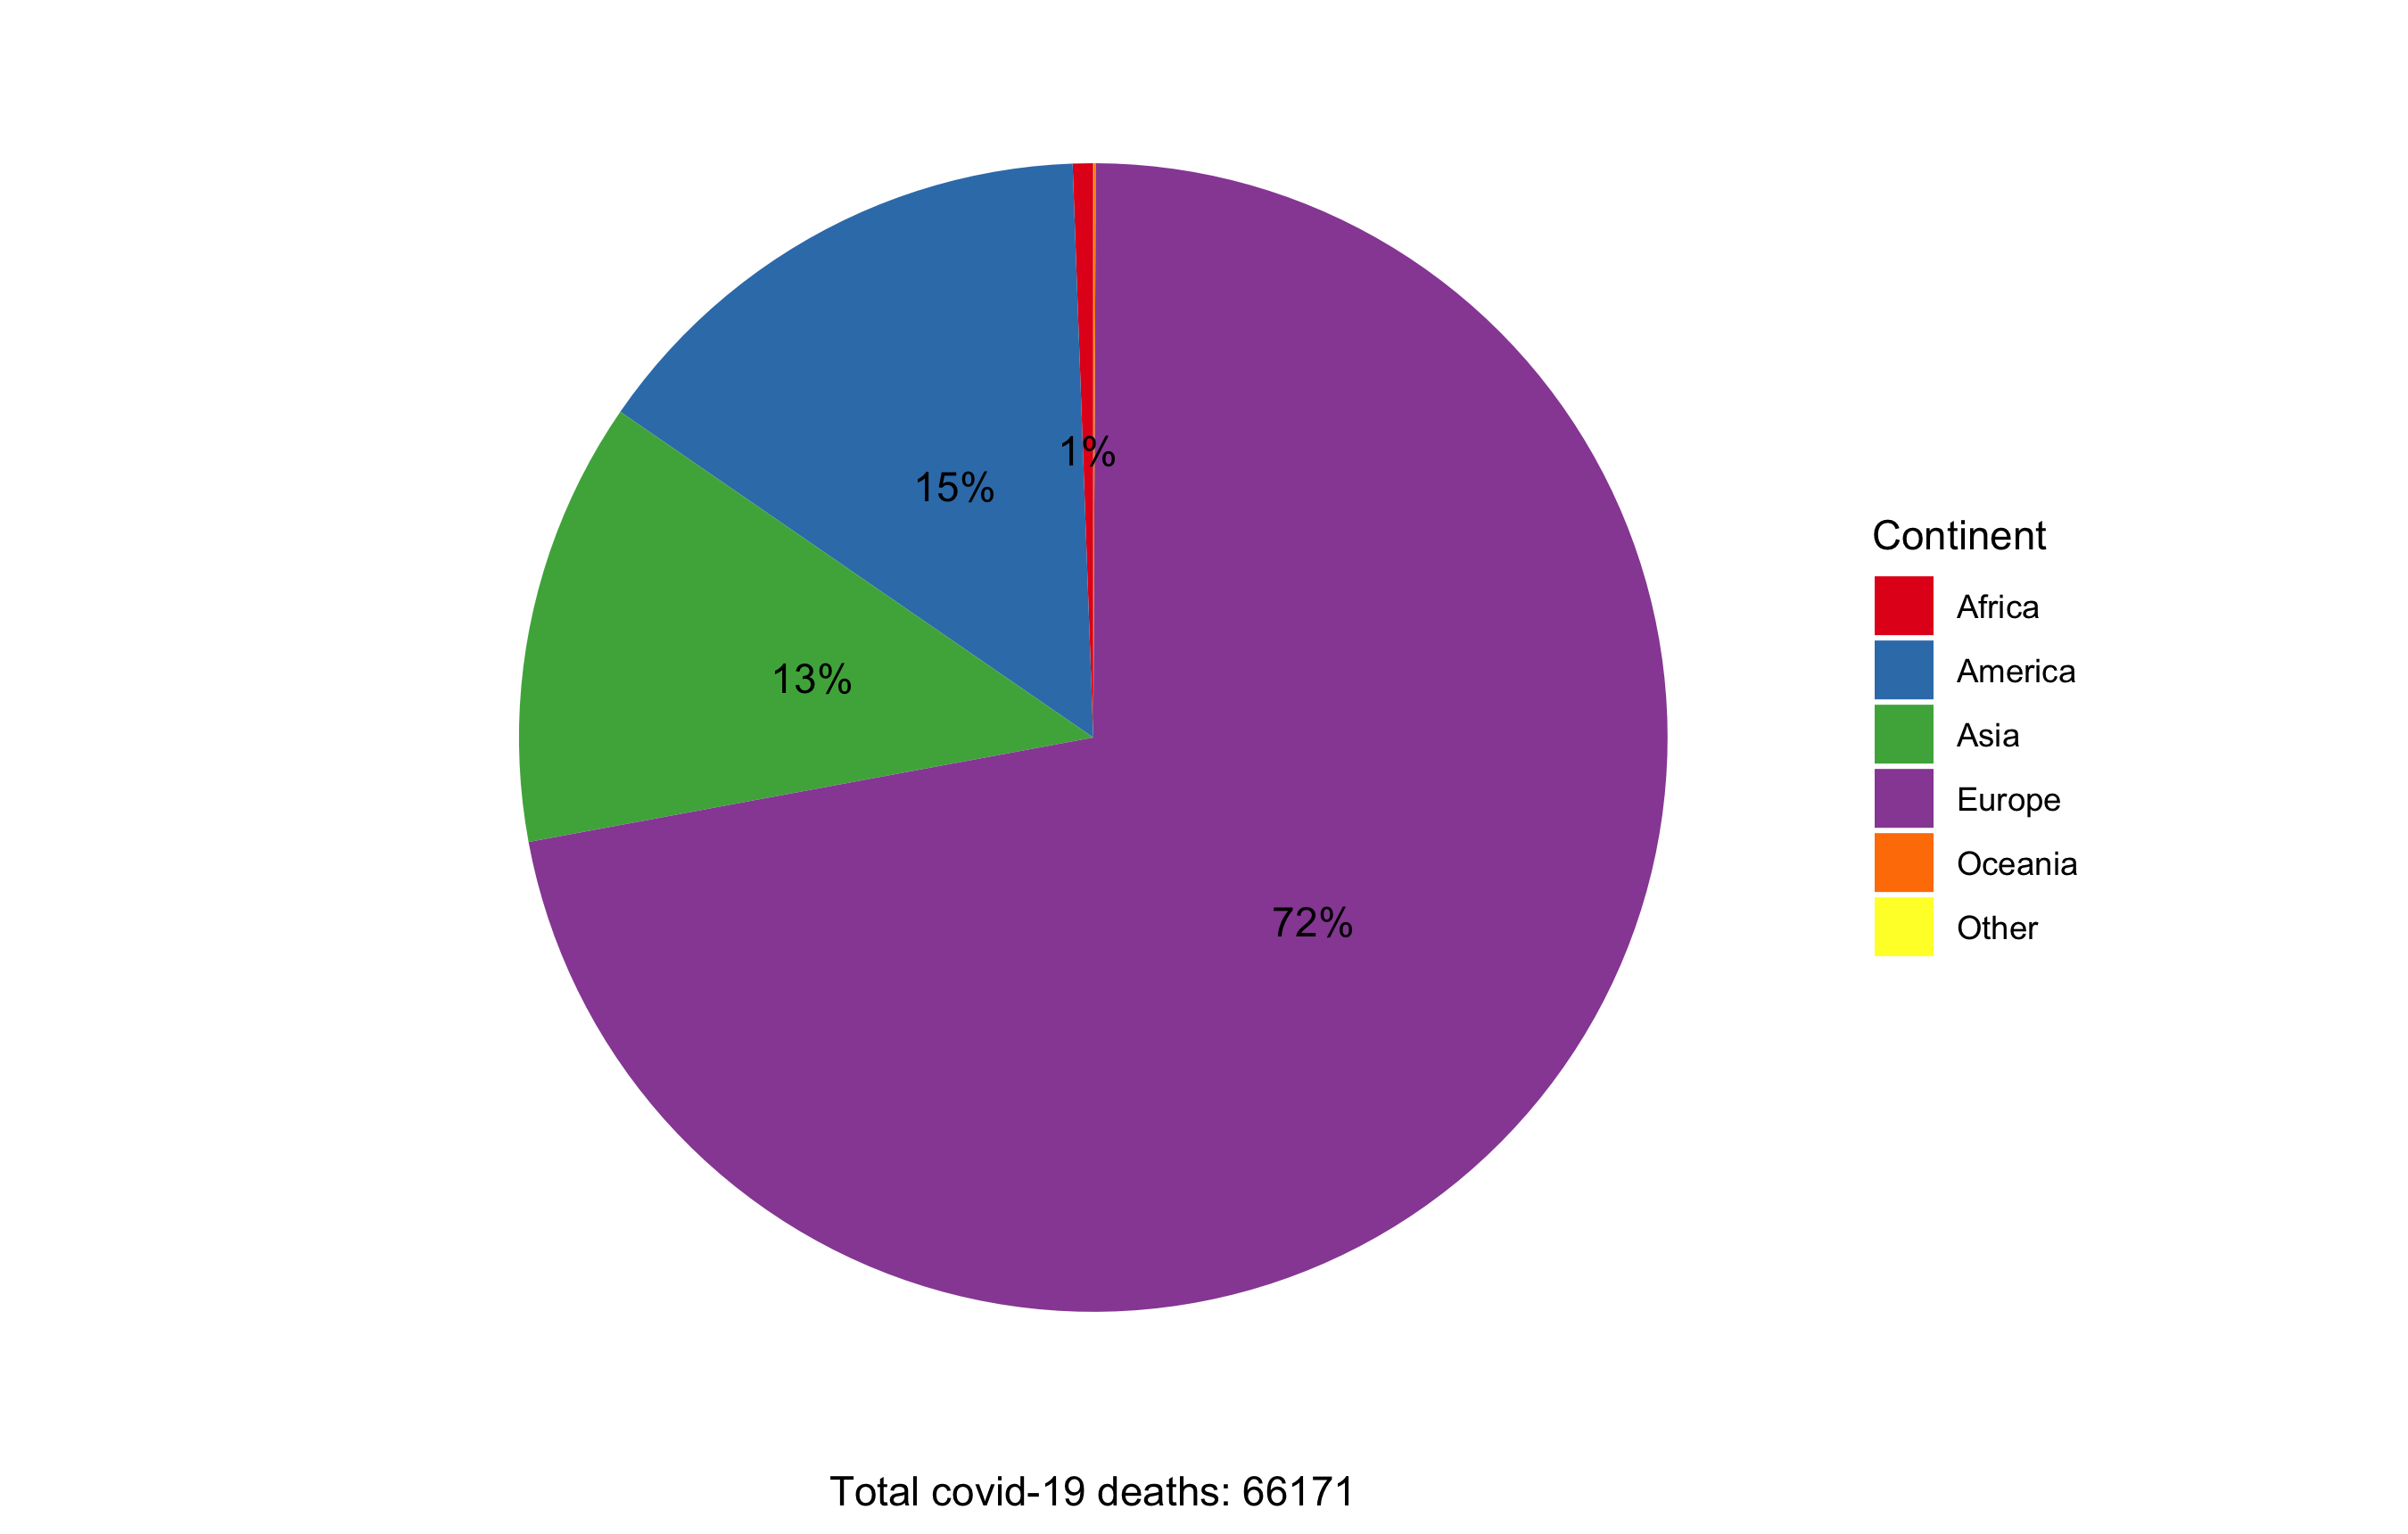 1%
15%
13%
72%
Continent
Africa
America
Asia
Europe
Oceania
Other
Total covid-19 deaths: 66171